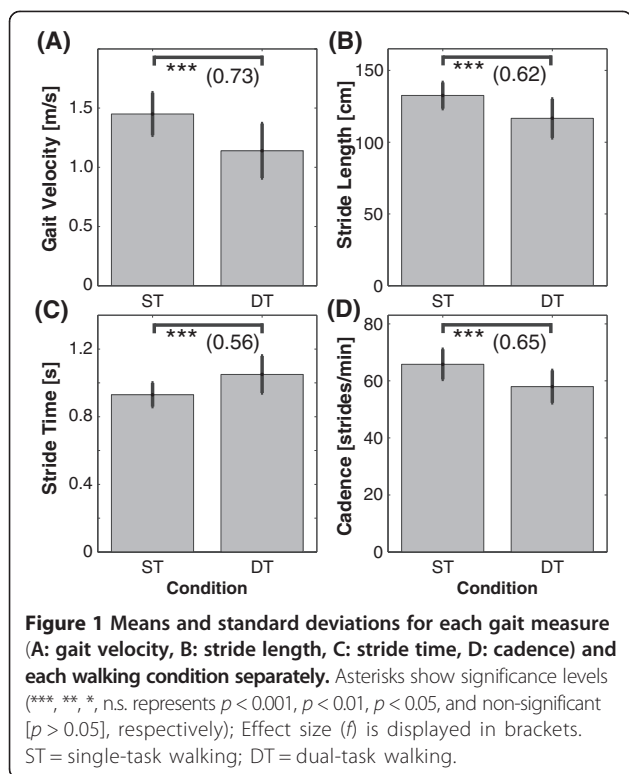 (A)
*** (0.73)
Gait Velocity [m/s]
1.5
1.0
0.5
0
ST DT
(B)
*** (0.62)
Stride Length [cm]
150
100
50
0
ST DT
(C)
*** (0.56)
Stride Time [s]
1.2
0.8
0.4
0
ST DT
Condition
(D)
*** (0.65)
Cadence [strides/min]
80
60
40
20
0
ST DT
Condition
Figure 1 Means and standard deviations for each gait measure
(A: gait velocity, B: stride length, C: stride time, D: cadence) and
each walking condition separately. Asterisks show significance levels
(***, **, *, n.s. represents p < 0.001, p < 0.01, p < 0.05, and non-significant
[p > 0.05], respectively); Effect size (f) is displayed in brackets.
ST = single-task walking; DT = dual-task walking.